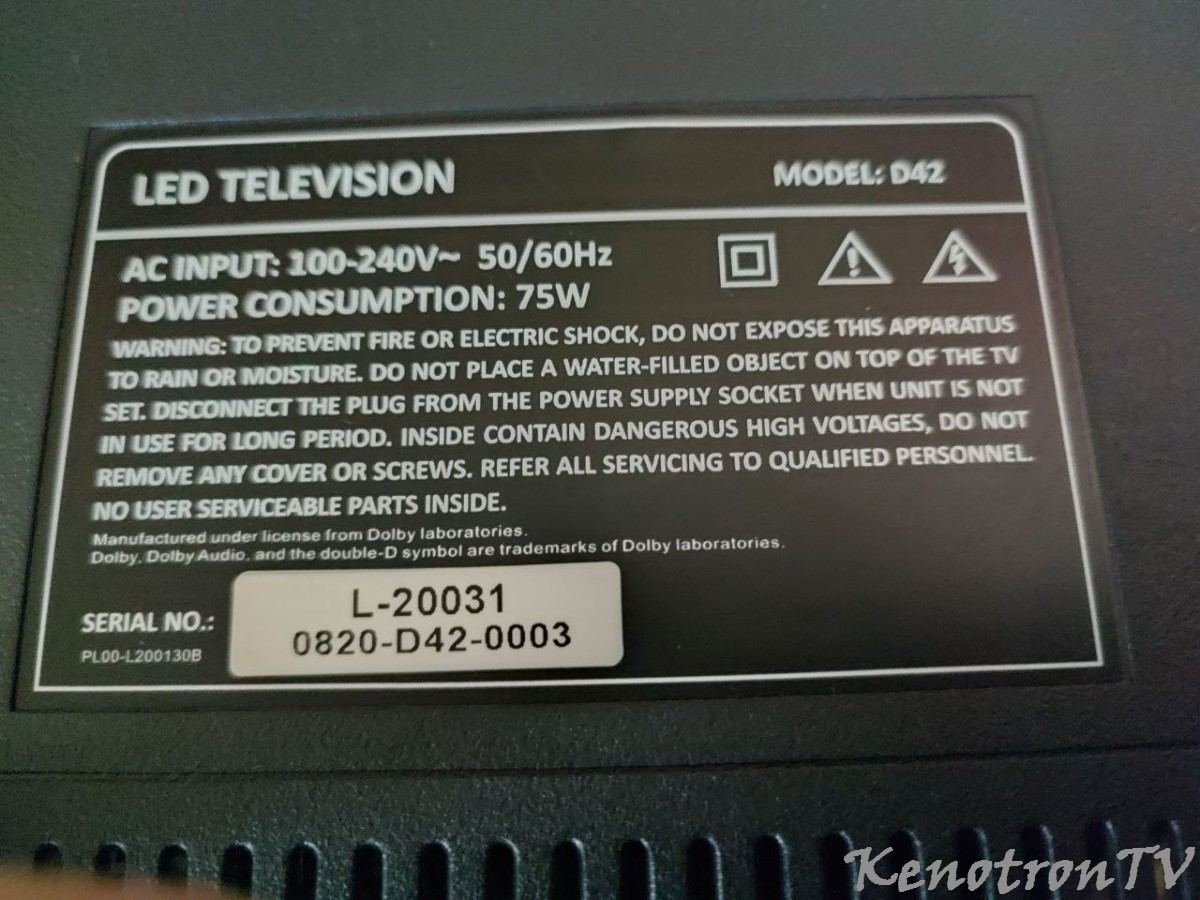 LED TELEVISION
MODEL: D42
AC INPUT: 100-240V~ 50/60Hz
POWER CONSUMPTION: 75W
WARNING: TO PREVENT FIRE OR ELECTRIC SHOCK, DO NOT EXPOSE THIS APPARATUS
TO RAIN OR MOISTURE. DO NOT PLACE A WATER-FILLED OBJECT ON TOP OF THE TV
SET. DISCONNECT THE PLUG FROM THE POWER SUPPLY SOCKET WHEN UNIT IS NOT
IN USE FOR LONG PERIOD. INSIDE CONTAIN DANGEROUS HIGH VOLTAGES, DO NOT
REMOVE ANY COVER OR SCREWS. REFER ALL SERVICING TO QUALIFIED PERSONNEL.
NO USER SERVICEABLE PARTS INSIDE.
Manufactured under license from Dolby laboratories.
Dolby, Dolby Audio, and the double-D symbol are trademarks of Dolby laboratories.
SERIAL NO.:
PL00-L200130B
L-20031
0820-D42-0003
KenotronTV